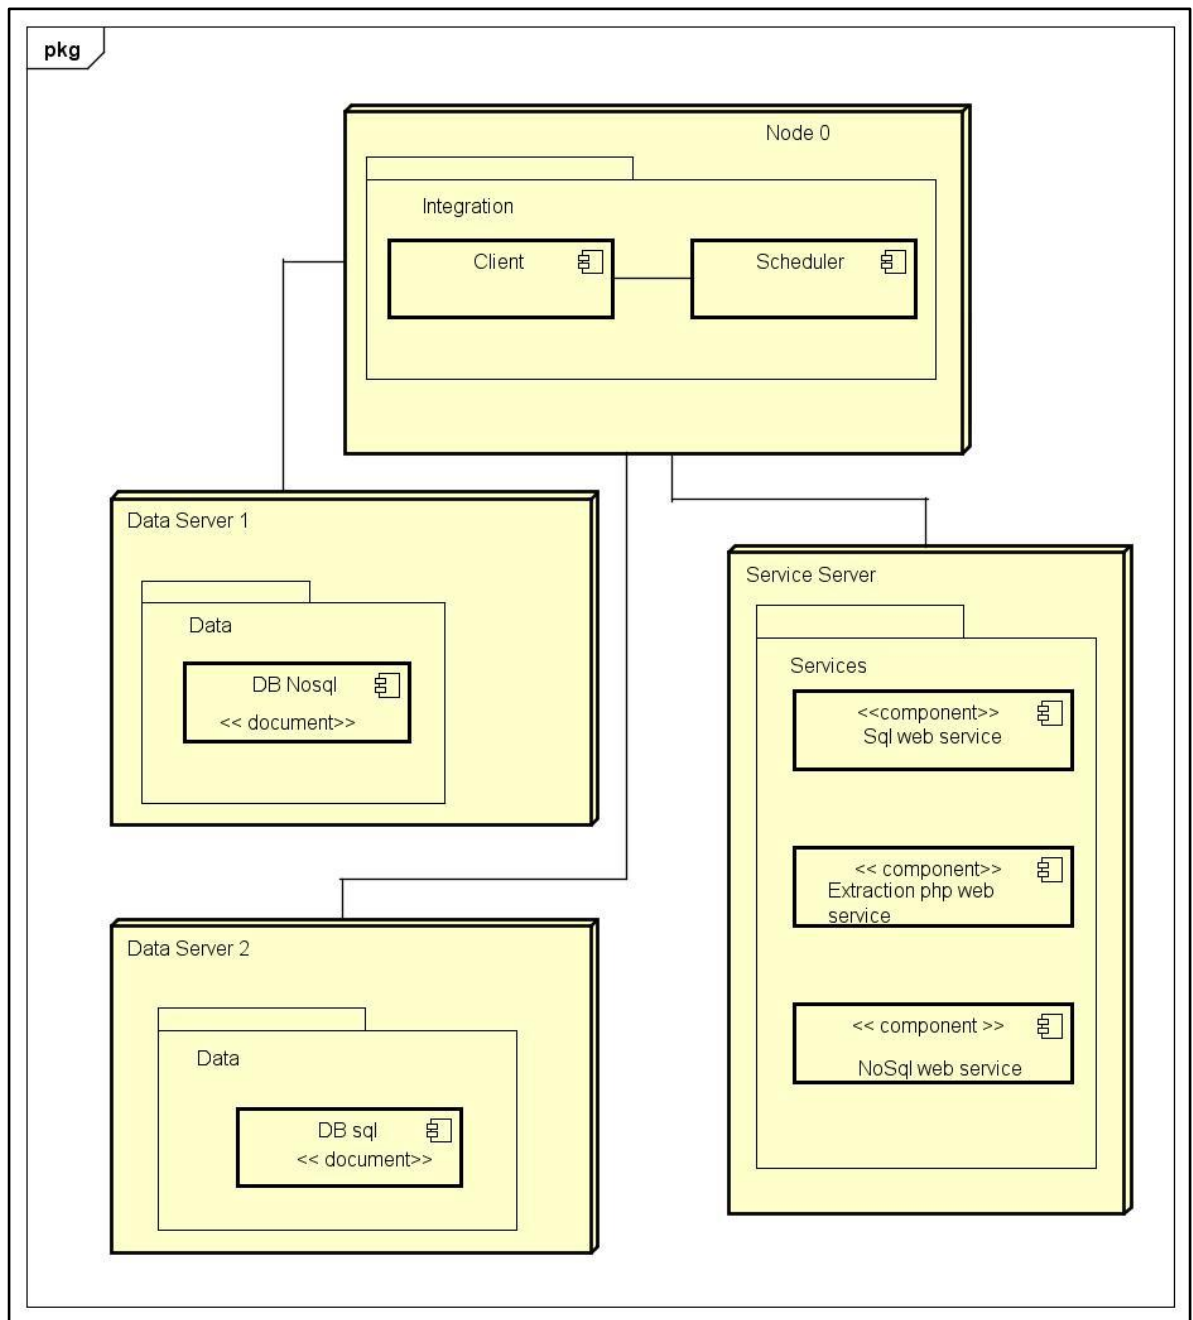 pkg
Node 0
Integration
Client
Scheduler
Data Server 1
Data
DB Nosql
<< document>>
Service Server
Services
<<component>>
Sql web service
<< component>>
Extraction php web
service
<< component >>
NoSql web service
Data Server 2
Data
DB sql
<< document>>